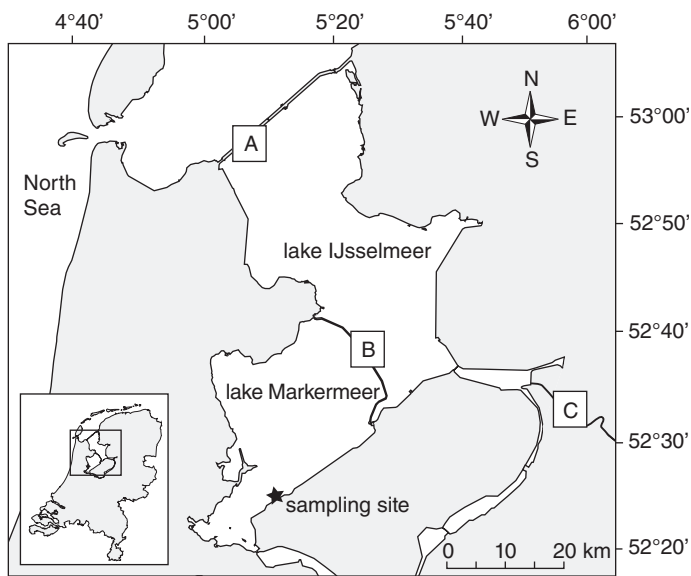 4°40' 5°00' 5°20' 5°40' 6°00'
N
W E
S
53°00'
A
North
Sea
52°50'
lake IJsselmeer
52°40'
B
lake Markermeer
C
52°30'
sampling site
0 10 20 km
52°20'